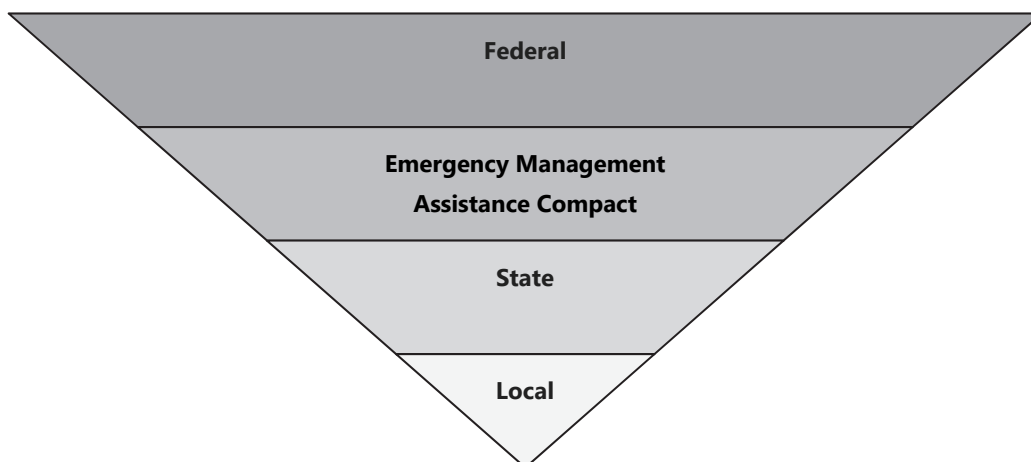 Federal
Emergency Management
Assistance Compact
State
Local